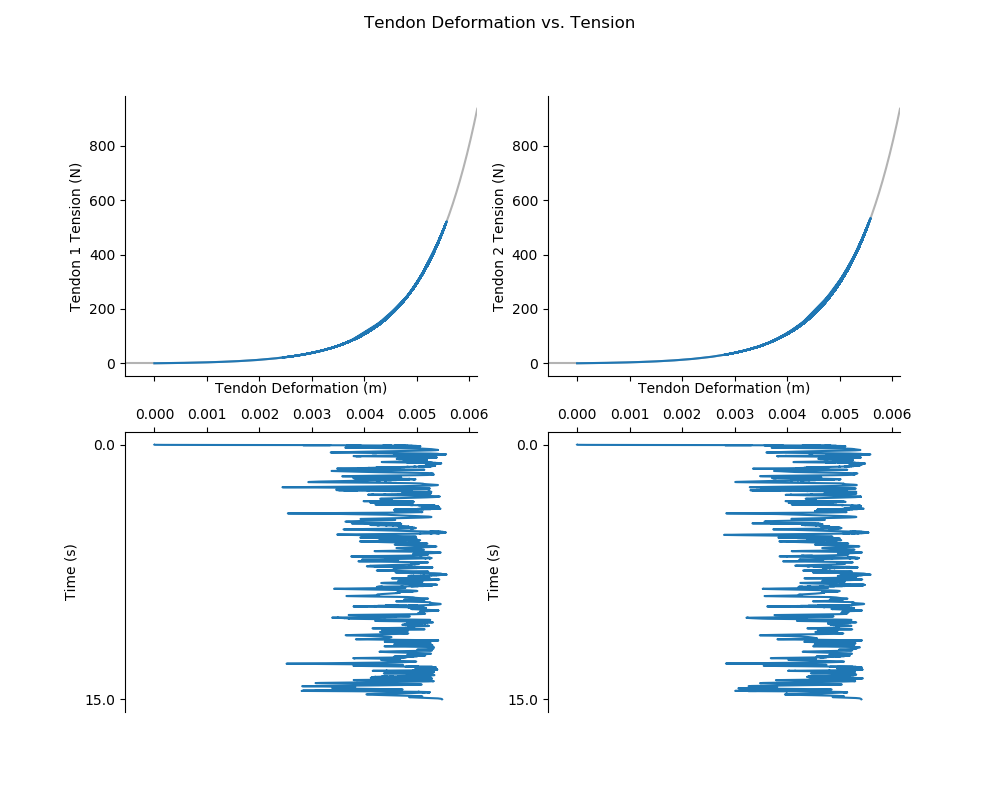 Tendon Deformation vs. Tension
Tendon 1 Tension (N)
800
600
400
200
0
Tendon Deformation (m)
Tendon 2 Tension (N)
800
600
400
200
0
Tendon Deformation (m)
0.000 0.001 0.002 0.003 0.004 0.005 0.006
Time (s)
0.0
15.0
0.000 0.001 0.002 0.003 0.004 0.005 0.006
Time (s)
0.0
15.0